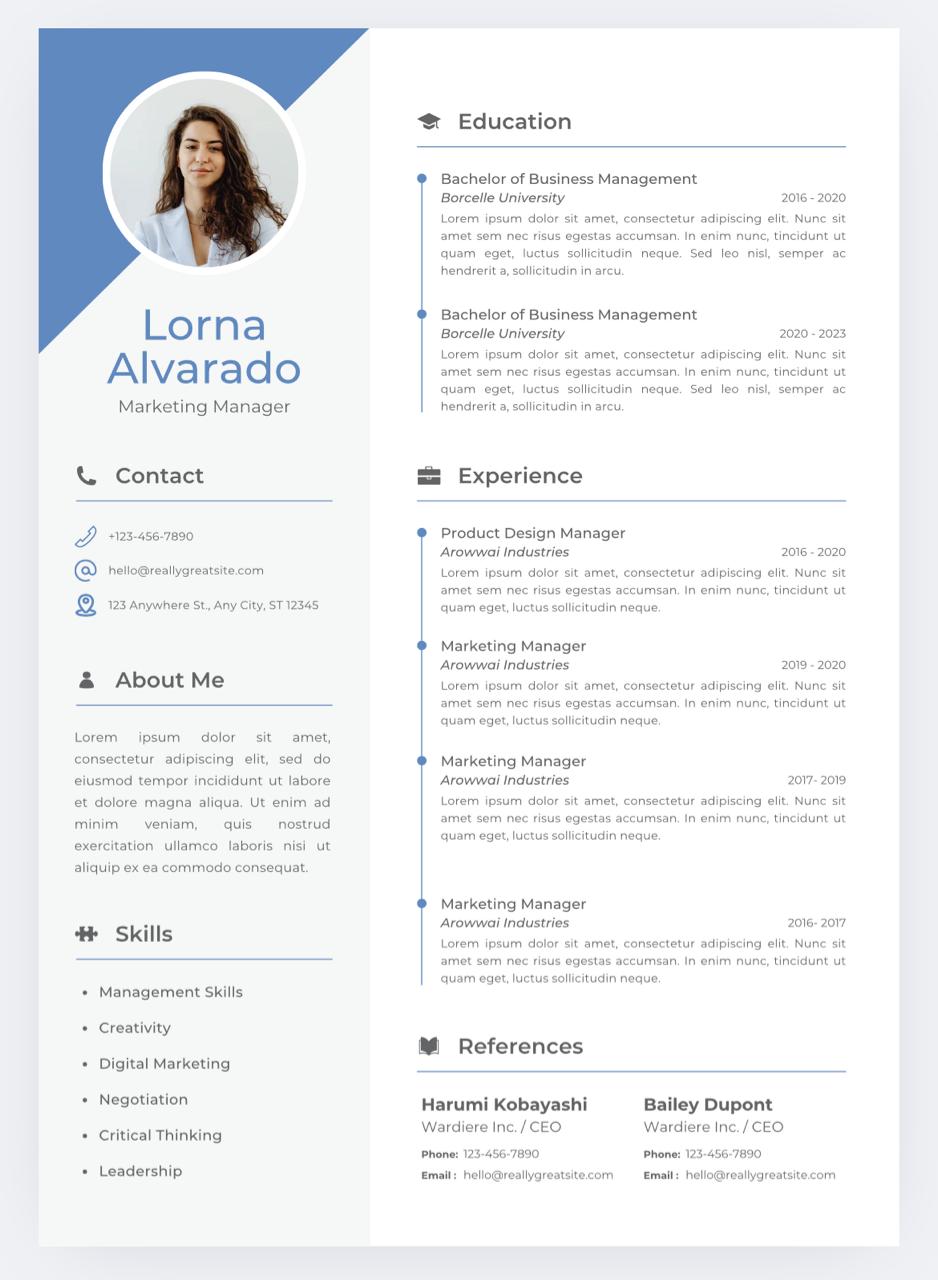 Lorna
Alvarado
Marketing Manager
Contact
+123-456-7890
hello@reallygreatsite.com
123 Anywhere St., Any City, ST 12345
About Me
Lorem ipsum dolor sit amet,
consectetur adipiscing elit, sed do
eiusmod tempor incididunt ut labore
et dolore magna aliqua. Ut enim ad
minim veniam, quis nostrud
exercitation ullamco laboris nisi ut
aliquip ex ea commodo consequat.
Skills
• Management Skills
• Creativity
• Digital Marketing
• Negotiation
• Critical Thinking
• Leadership
Education
Bachelor of Business Management
Borcelle University 2016 - 2020
Lorem ipsum dolor sit amet, consectetur adipiscing elit. Nunc sit
amet sem nec risus egestas accumsan. In enim nunc, tincidunt ut
quam eget, luctus sollicitudin neque. Sed leo nisl, semper ac
hendrerit a, sollicitudin in arcu.
Bachelor of Business Management
Borcelle University 2020 - 2023
Lorem ipsum dolor sit amet, consectetur adipiscing elit. Nunc sit
amet sem nec risus egestas accumsan. In enim nunc, tincidunt ut
quam eget, luctus sollicitudin neque. Sed leo nisl, semper ac
hendrerit a, sollicitudin in arcu.
Experience
Product Design Manager
Arowwai Industries 2016 - 2020
Lorem ipsum dolor sit amet, consectetur adipiscing elit. Nunc sit
amet sem nec risus egestas accumsan. In enim nunc, tincidunt ut
quam eget, luctus sollicitudin neque.
Marketing Manager
Arowwai Industries 2019 - 2020
Lorem ipsum dolor sit amet, consectetur adipiscing elit. Nunc sit
amet sem nec risus egestas accumsan. In enim nunc, tincidunt ut
quam eget, luctus sollicitudin neque.
Marketing Manager
Arowwai Industries 2017- 2019
Lorem ipsum dolor sit amet, consectetur adipiscing elit. Nunc sit
amet sem nec risus egestas accumsan. In enim nunc, tincidunt ut
quam eget, luctus sollicitudin neque.
Marketing Manager
Arowwai Industries 2016- 2017
Lorem ipsum dolor sit amet, consectetur adipiscing elit. Nunc sit
amet sem nec risus egestas accumsan. In enim nunc, tincidunt ut
quam eget, luctus sollicitudin neque.
References
Harumi Kobayashi
Wardiere Inc. / CEO
Phone: 123-456-7890
Email : hello@reallygreatsite.com
Bailey Dupont
Wardiere Inc. / CEO
Phone: 123-456-7890
Email : hello@reallygreatsite.com